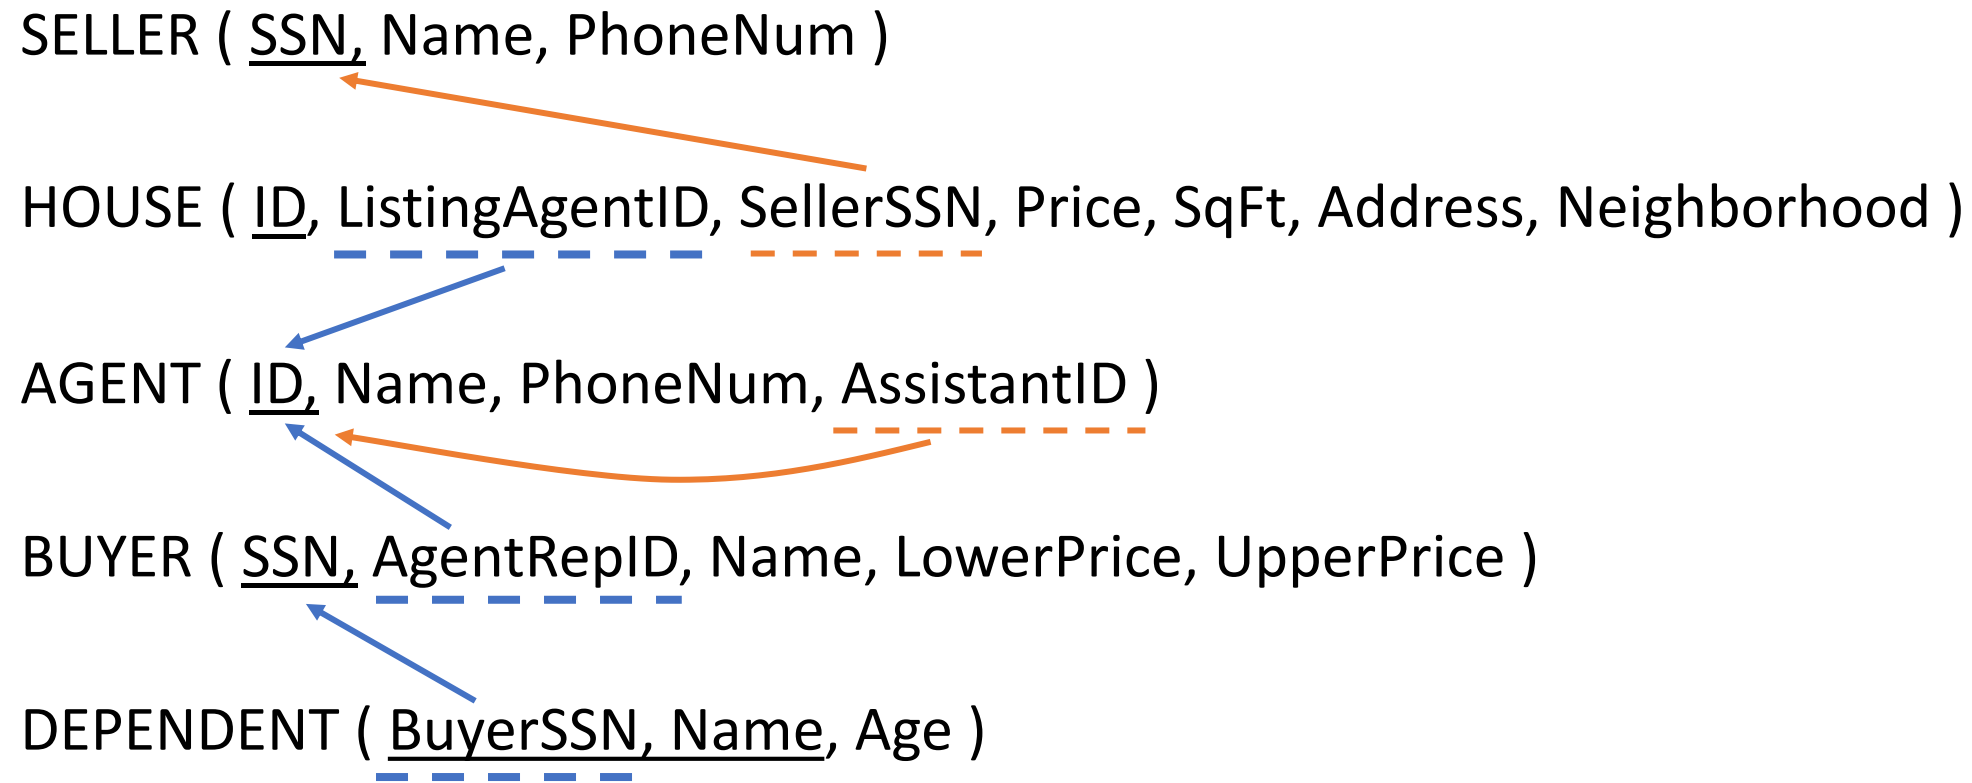 SELLER ( SSN, Name, PhoneNum )
HOUSE ( ID, ListingAgentID, SellerSSN, Price, SqFt, Address, Neighborhood )
AGENT ( ID, Name, PhoneNum, AssistantID )
BUYER ( SSN, AgentRepID, Name, LowerPrice, UpperPrice )
DEPENDENT ( BuyerSSN, Name, Age )